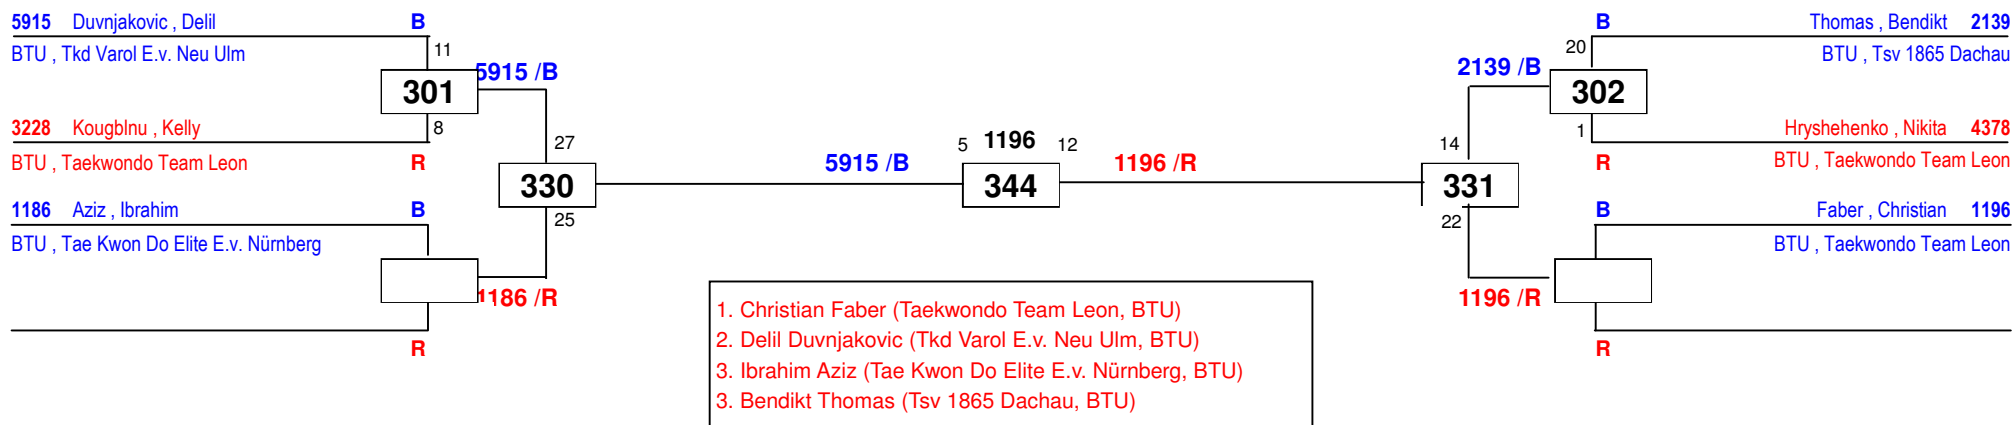 5915 Duvnjakovic , Delil B
BTU , Tkd Varol E.v. Neu Ulm
11
5915 /B
301
3228 Kougblnu , Kelly
8
BTU , Taekwondo Team Leon R
27
330
25
1186 Aziz , Ibrahim B
BTU , Tae Kwon Do Elite E.v. Nürnberg
1186 /R
R
5915 /B
5 1196 12
344
1196 /R
B Thomas , Bendikt 2139
20
BTU , Tsv 1865 Dachau
2139 /B
302
1
Hryshehenko , Nikita 4378
R BTU , Taekwondo Team Leon
14
331
22
B Faber , Christian 1196
BTU , Taekwondo Team Leon
1196 /R
R
1. Christian Faber (Taekwondo Team Leon, BTU)
2. Delil Duvnjakovic (Tkd Varol E.v. Neu Ulm, BTU)
3. Ibrahim Aziz (Tae Kwon Do Elite E.v. Nürnberg, BTU)
3. Bendikt Thomas (Tsv 1865 Dachau, BTU)